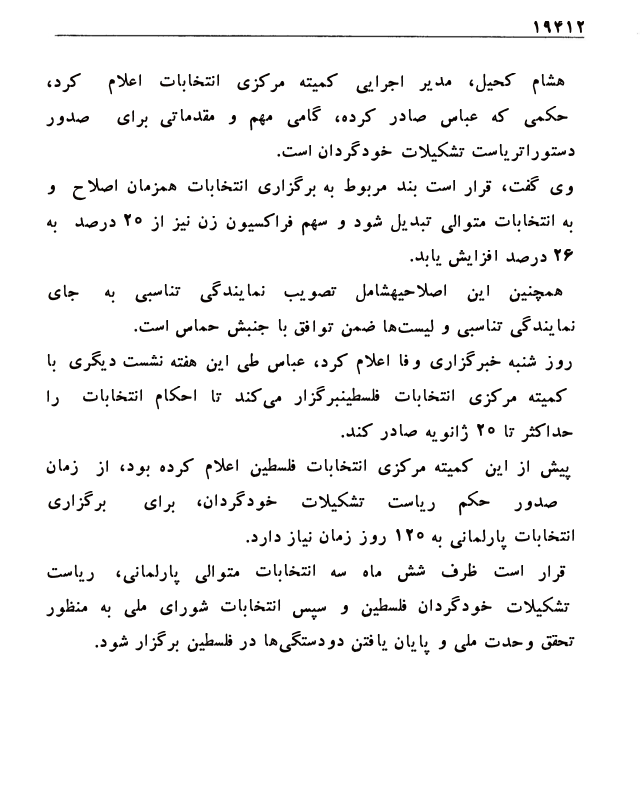 ۱۹۴۱۲
هشام کحیل، مدیر اجرایی کمیته مرکزی انتخابات اعلام کرد،
حکمی که عباس صادر کرده، گامی مهم و مقدماتی برای صدور
دستوراتریاست تشکیلات خودگردان است.
وی گفت، قرار است بند مربوط به برگزاری انتخابات همزمان اصلاح و
به انتخابات متوالی تبدیل شود و سهم فراکسیون زن نیز از ۲۰ درصد به
۲۶ درصد افزایش یابد.
همچنین این اصلاحیهشامل تصویب نمایندگی تناسبی به جای
نمایندگی تناسبی و لیست‌ها ضمن توافق با جنبش حماس است.
روز شنبه خبرگزاری وفا اعلام کرد، عباس طی این هفته نشست دیگری با
کمیته مرکزی انتخابات فلسطینبرگزار می‌کند تا احکام انتخابات را
حداکثر تا ۲۰ ژانویه صادر کند.
پیش از این کمیته مرکزی انتخابات فلسطین اعلام کرده بود، از زمان
صدور حکم ریاست تشکیلات خودگردان، برای برگزاری
انتخابات پارلمانی به ۱۲۰ روز زمان نیاز دارد.
قرار است ظرف شش ماه سه انتخابات متوالی پارلمانی، ریاست
تشکیلات خودگردان فلسطین و سپس انتخابات شورای ملی به منظور
تحقق وحدت ملی و پایان یافتن دودستگی‌ها در فلسطین برگزار شود.